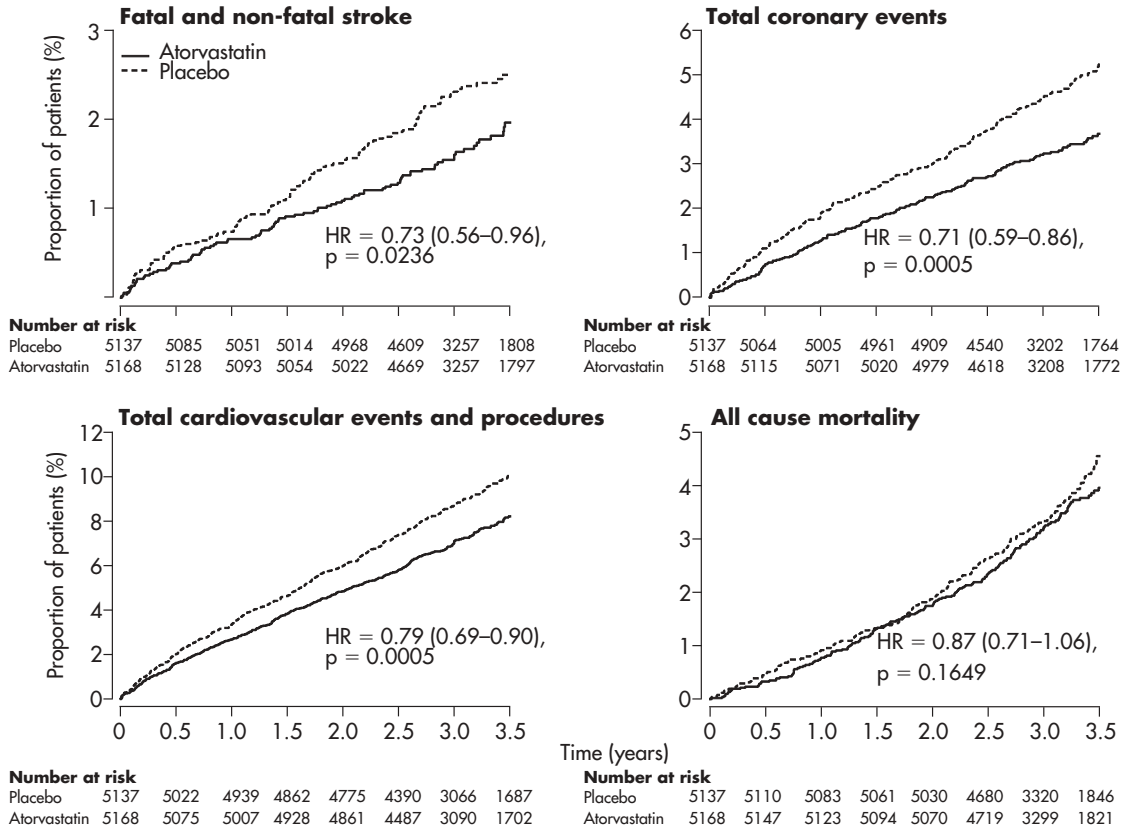 Fatal and non-fatal stroke
Proportion of patients (%)
3
2
1
Atorvastatin
Placebo
HR = 0.73 (0.56–0.96),
p = 0.0236
Number at risk
Placebo 5137 5085 5051 5014 4968 4609 3257 1808
Atorvastatin 5168 5128 5093 5054 5022 4669 3257 1797
Total coronary events
6
5
4
3
2
1
0
HR = 0.71 (0.59–0.86),
p = 0.0005
Number at risk
Placebo 5137 5064 5005 4961 4909 4540 3202 1764
Atorvastatin 5168 5115 5071 5020 4979 4618 3208 1772
Total cardiovascular events and procedures
Proportion of patients (%)
12
10
8
6
4
2
0
HR = 0.79 (0.69–0.90),
p = 0.0005
0 0.5 1.0 1.5 2.0 2.5 3.0 3.5
All cause mortality
5
4
3
2
1
0
HR = 0.87 (0.71–1.06),
p = 0.1649
0 0.5 1.0 1.5 2.0 2.5 3.0 3.5
Time (years)
Number at risk
Placebo 5137 5022 4939 4862 4775 4390 3066 1687
Atorvastatin 5168 5075 5007 4928 4861 4487 3090 1702
Number at risk
Placebo 5137 5110 5083 5061 5030 4680 3320 1846
Atorvastatin 5168 5147 5123 5094 5070 4719 3299 1821